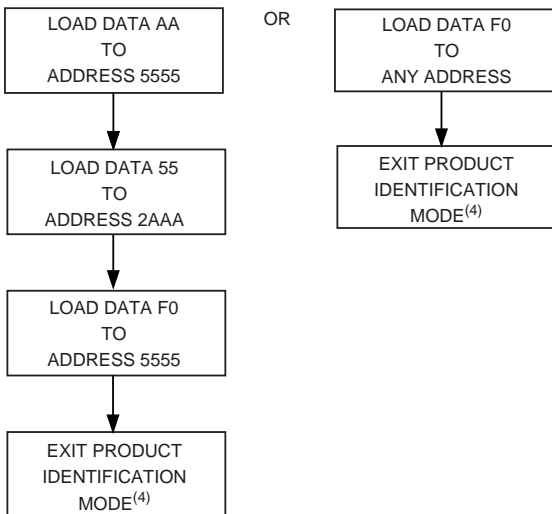 LOAD DATA AA
TO
ADDRESS 5555
LOAD DATA 55
TO
ADDRESS 2AAA
LOAD DATA F0
TO
ADDRESS 5555
EXIT PRODUCT
IDENTIFICATION
MODE(4)
OR
LOAD DATA F0
TO
ANY ADDRESS
EXIT PRODUCT
IDENTIFICATION
MODE(4)